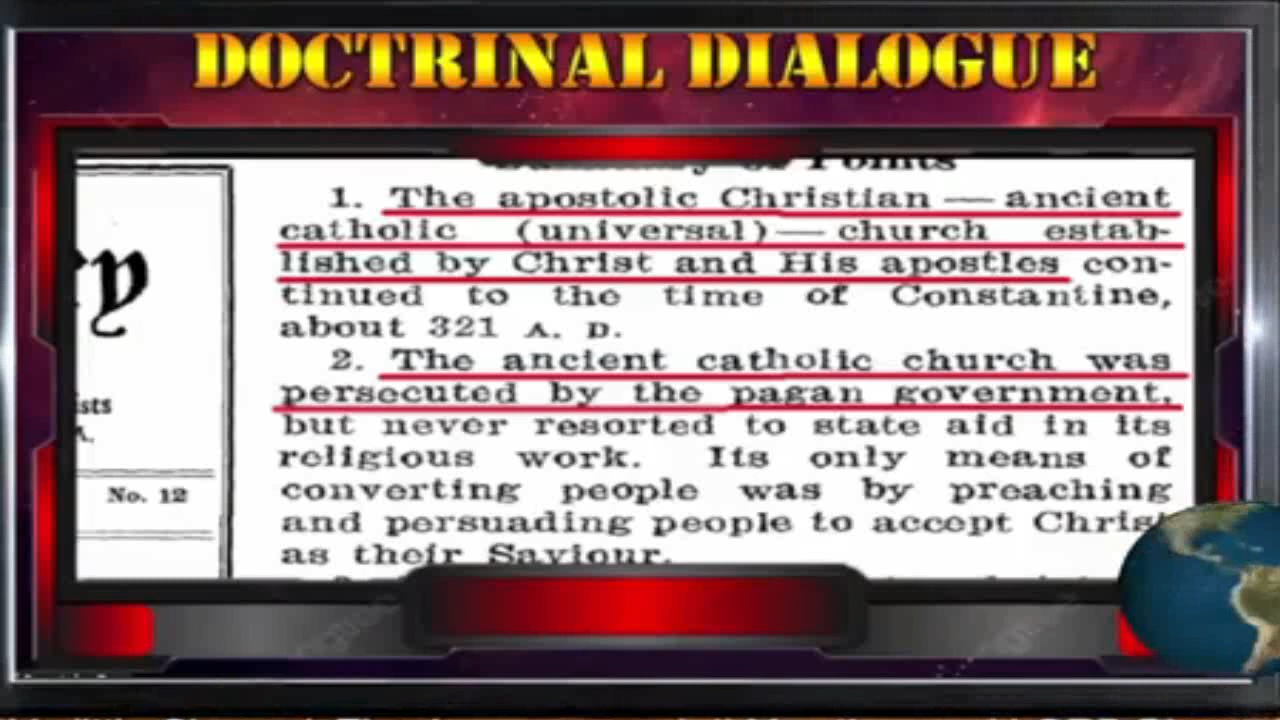 DOCTRINAL DIALOGUE
Points
1. The apostolic Christian — ancient
catholic (universal) — church estab-
lished by Christ and His apostles con-
tinued to the time of Constantine,
about 321 A. D.
2. The ancient catholic church was
persecuted by the pagan government,
but never resorted to state aid in its
religious work. Its only means of
converting people was by preaching
and persuading people to accept Christ
as their Saviour.
ry
ists
A.
No. 12